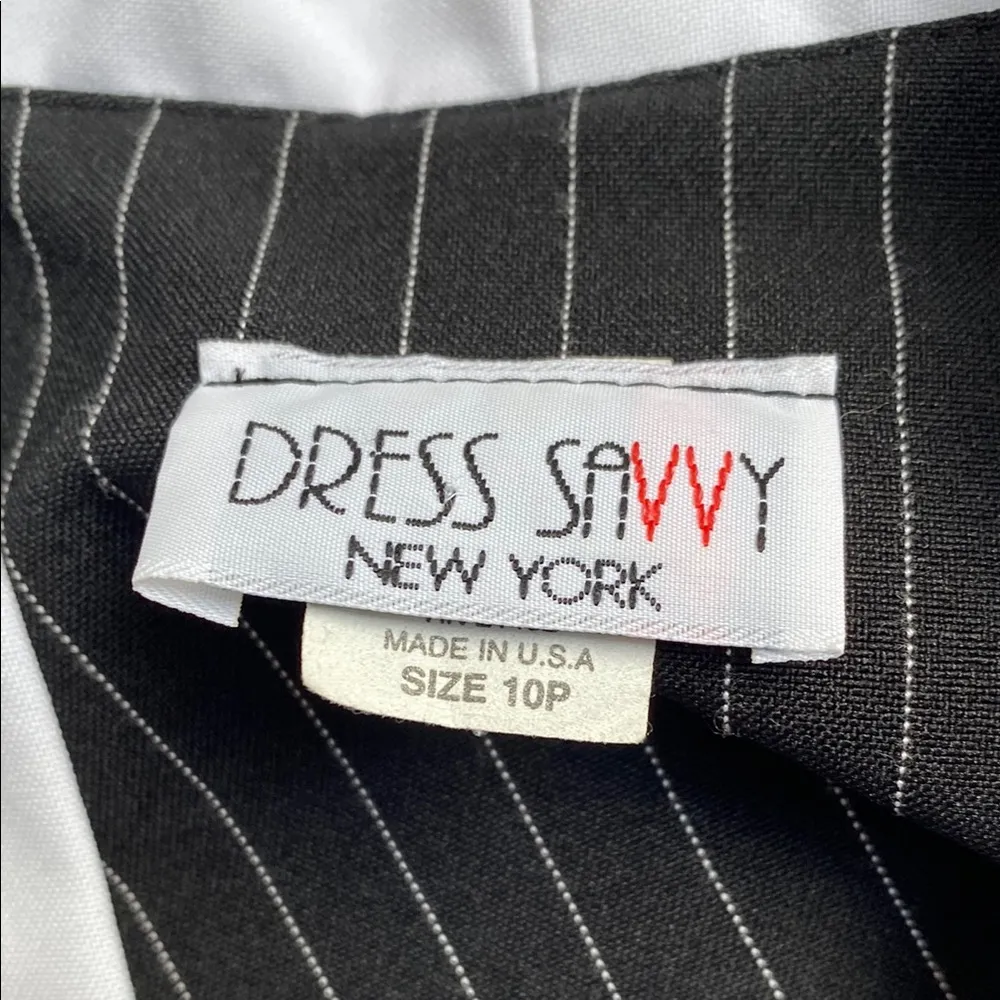 DRESS SAVVY
NEW YORK
MADE IN U.S.A
SIZE 10P